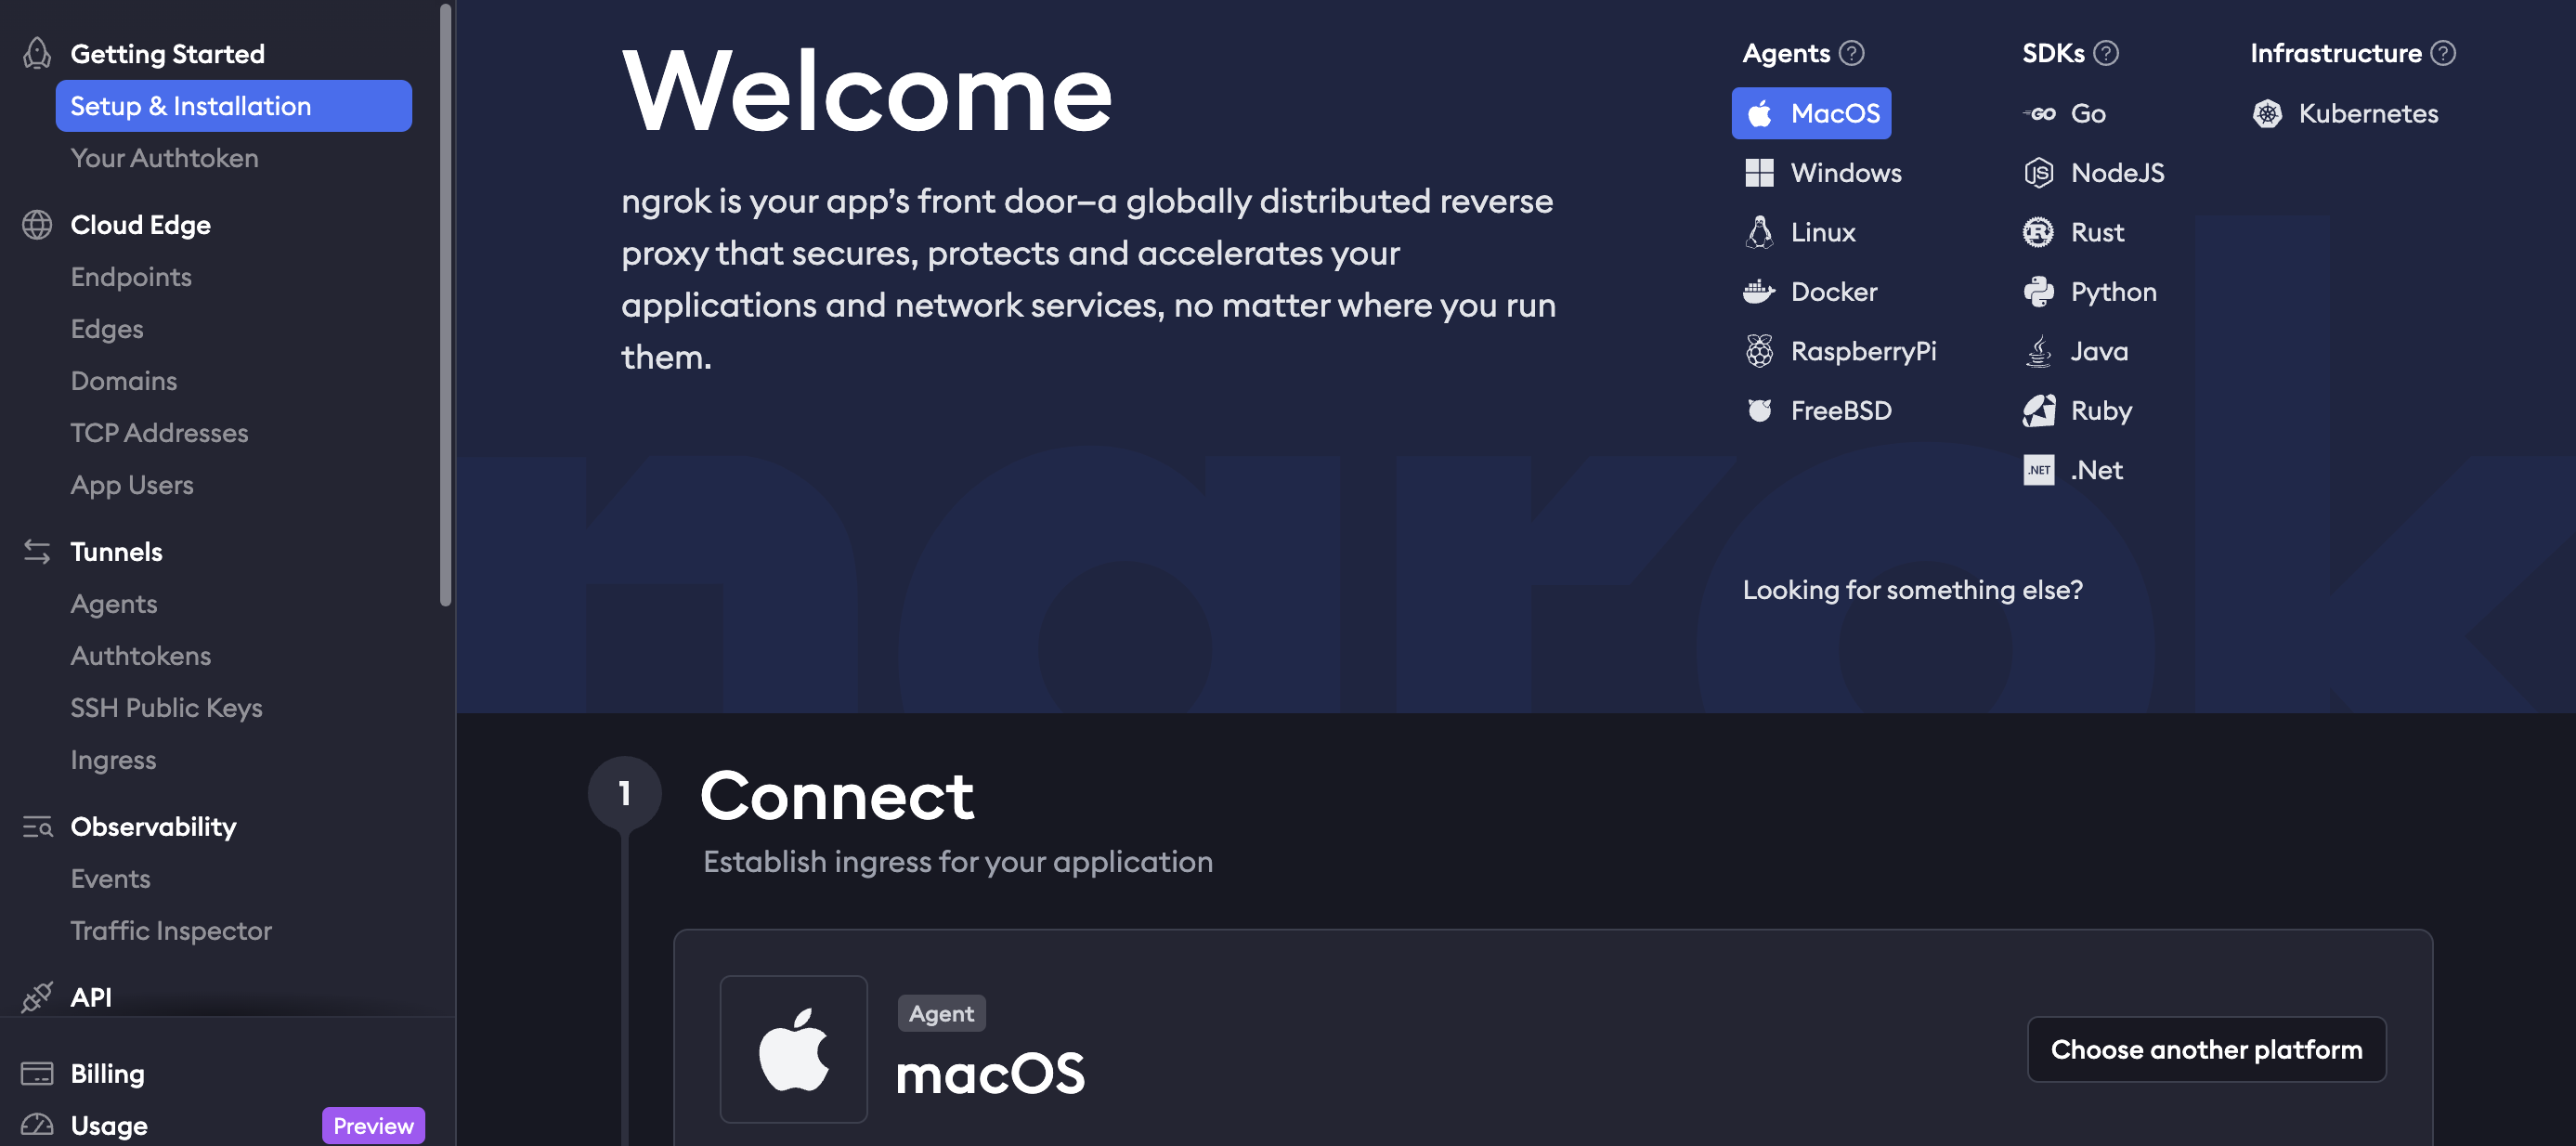 Getting Started
Setup & Installation
Your Authtoken
Cloud Edge
Endpoints
Edges
Domains
TCP Addresses
App Users
Tunnels
Agents
Authtokens
SSH Public Keys
Ingress
Observability
Events
Traffic Inspector
API
Billing
Usage
Preview
Welcome
ngrok is your app’s front door—a globally distributed reverse
proxy that secures, protects and accelerates your
applications and network services, no matter where you run
them.
Agents ?
MacOS
Windows
Linux
Docker
RaspberryPi
FreeBSD
SDKs ?
GO Go
JS NodeJS
R Rust
Python
Java
Ruby
.NET .Net
Infrastructure ?
Kubernetes
Looking for something else?
ngrok
1
Connect
Establish ingress for your application
Agent
macOS
Choose another platform